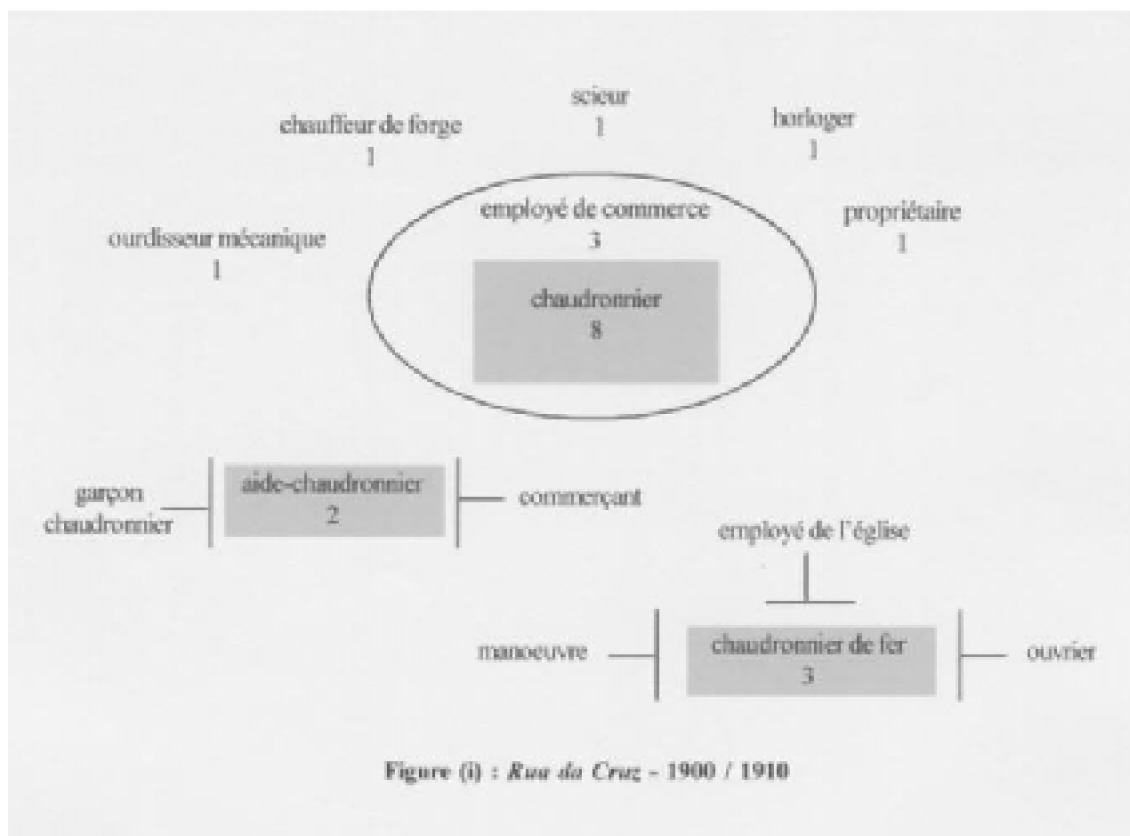 scieur
1
chauffeur de forge
1
horloger
1
employé de commerce
3
propriétaire
1
ourdisseur mécanique
1
chaudronnier
8
garçon
chaudronnier
aide-chaudronnier
2
commerçant
employé de l'église
manoeuvre
chaudronnier de fer
3
ouvrier
Figure (i) : Rua da Cruz - 1900 / 1910